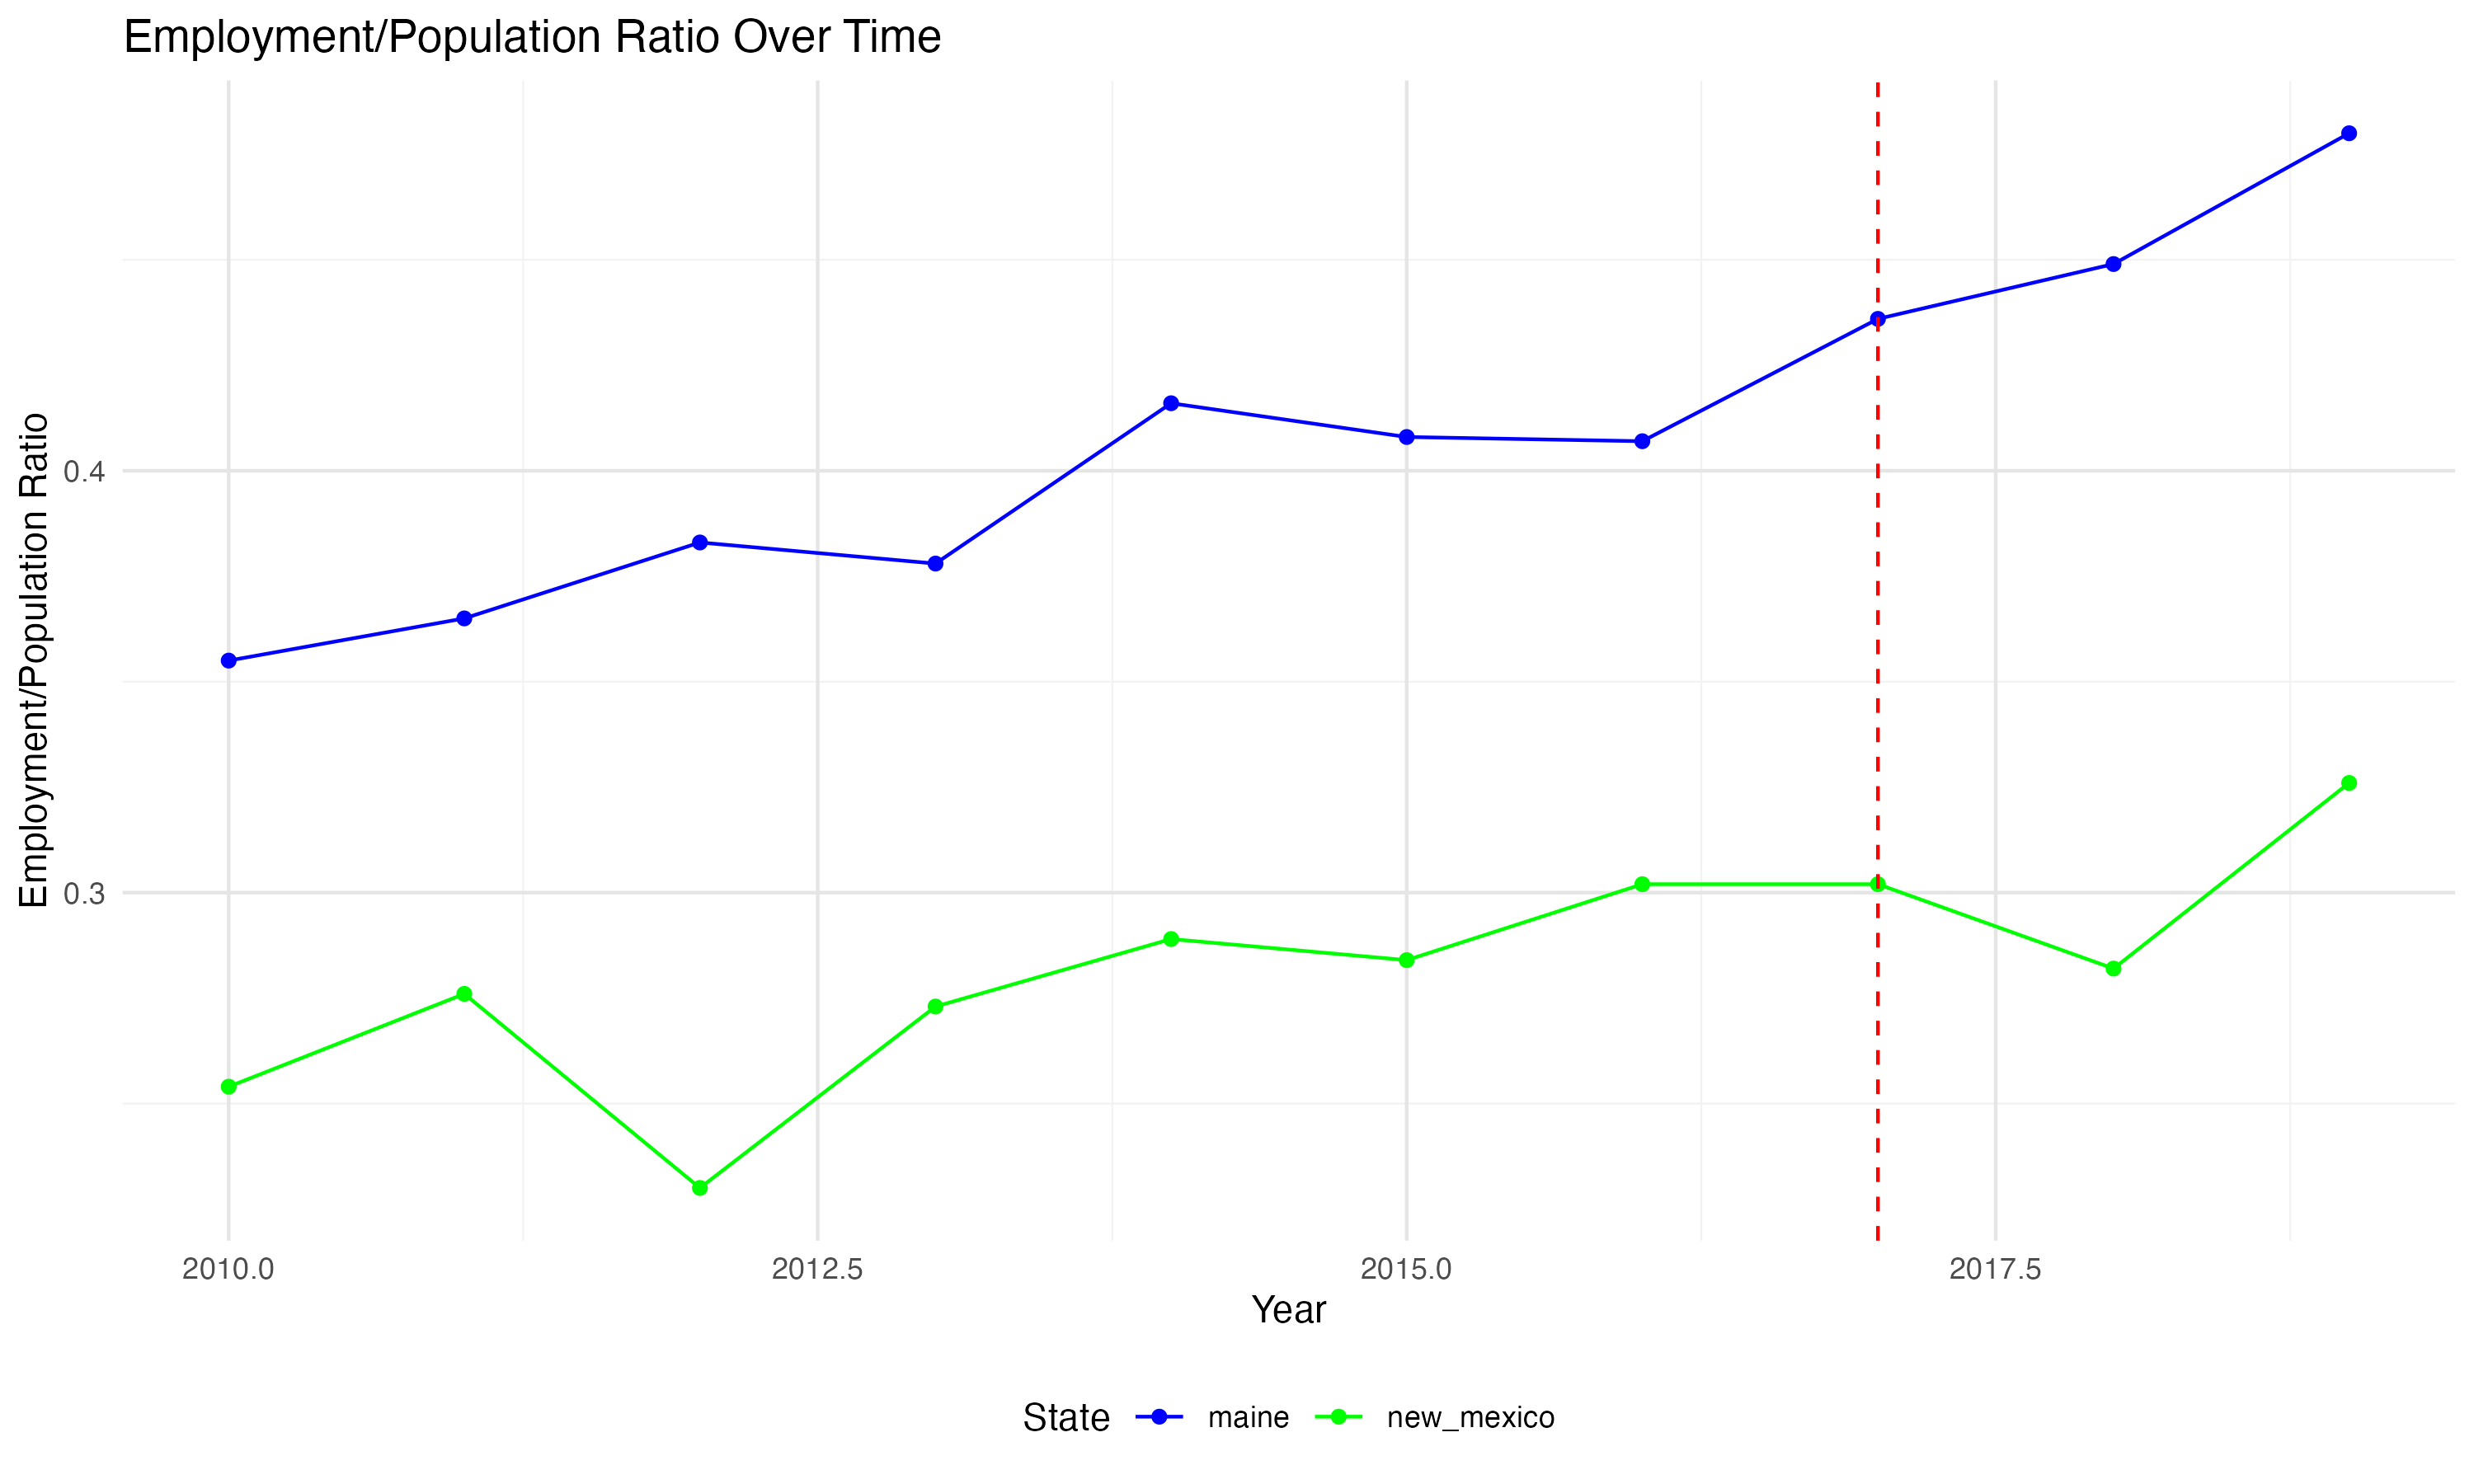 Employment/Population Ratio Over Time
Employment/Population Ratio
0.4
0.3
2010.0 2012.5 2015.0 2017.5
Year
State maine new_mexico